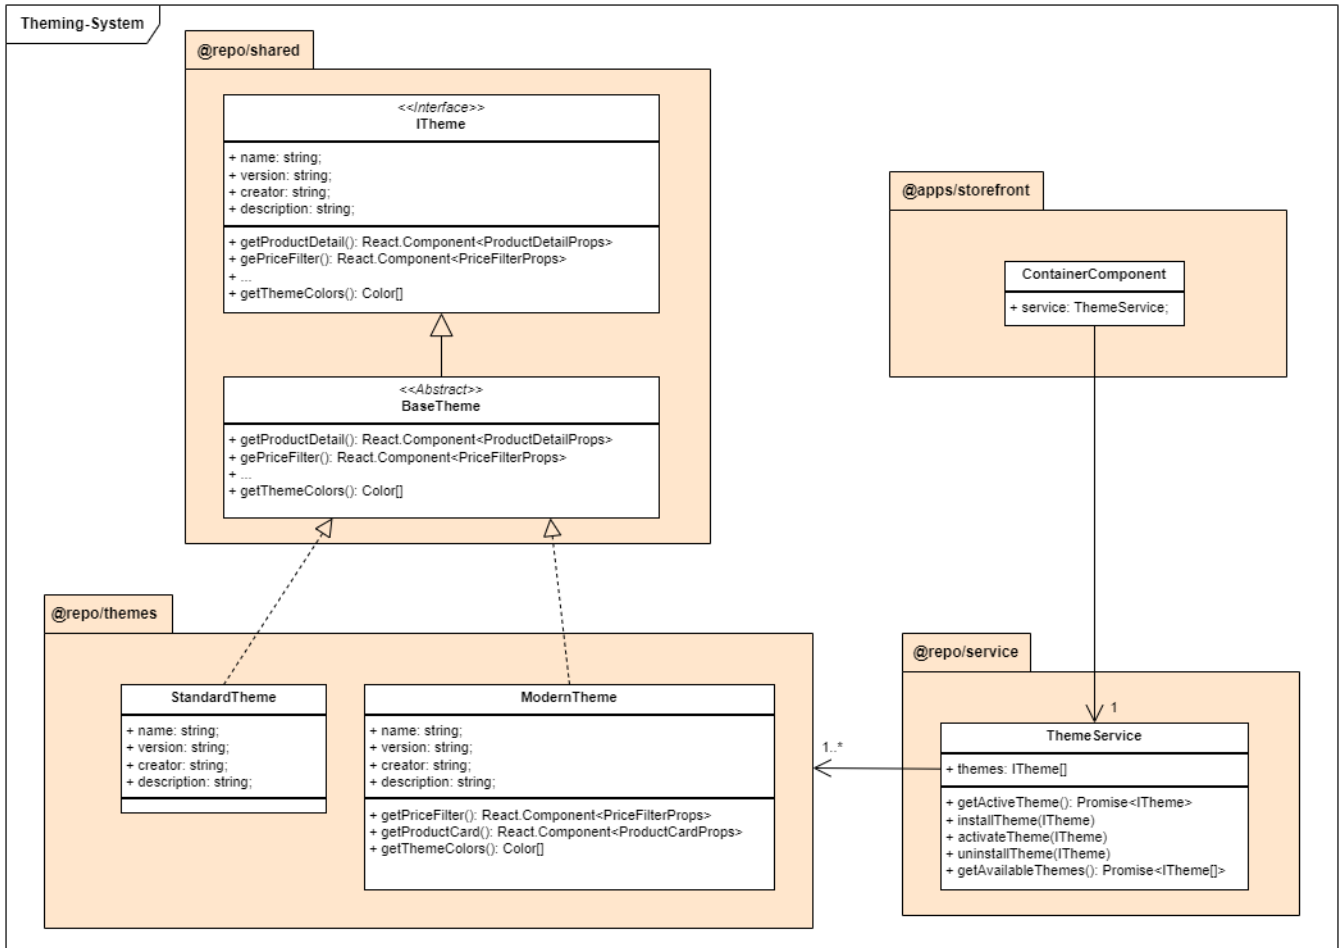 Theming-System
@repo/shared
<<Interface>>
ITheme
+ name: string;
+ version: string;
+ creator: string;
+ description: string;
+ getProductDetail(): React.Component<ProductDetailProps>
+ gePriceFilter(): React.Component<PriceFilterProps>
+ ...
+ getThemeColors(): Color[]
<<Abstract>>
BaseTheme
+ getProductDetail(): React.Component<ProductDetailProps>
+ gePriceFilter(): React.Component<PriceFilterProps>
+ ...
+ getThemeColors(): Color[]
@apps/storefront
ContainerComponent
+ service: ThemeService;
@repo/themes
StandardTheme
+ name: string;
+ version: string;
+ creator: string;
+ description: string;
ModernTheme
+ name: string;
+ version: string;
+ creator: string;
+ description: string;
+ getPriceFilter(): React.Component<PriceFilterProps>
+ getProductCard(): React.Component<ProductCardProps>
+ getThemeColors(): Color[]
1..*
@repo/service
1
ThemeService
+ themes: ITheme[]
+ getActiveTheme(): Promise<ITheme>
+ installTheme(ITheme)
+ activateTheme(ITheme)
+ uninstallTheme(ITheme)
+ getAvailableThemes(): Promise<ITheme[]>